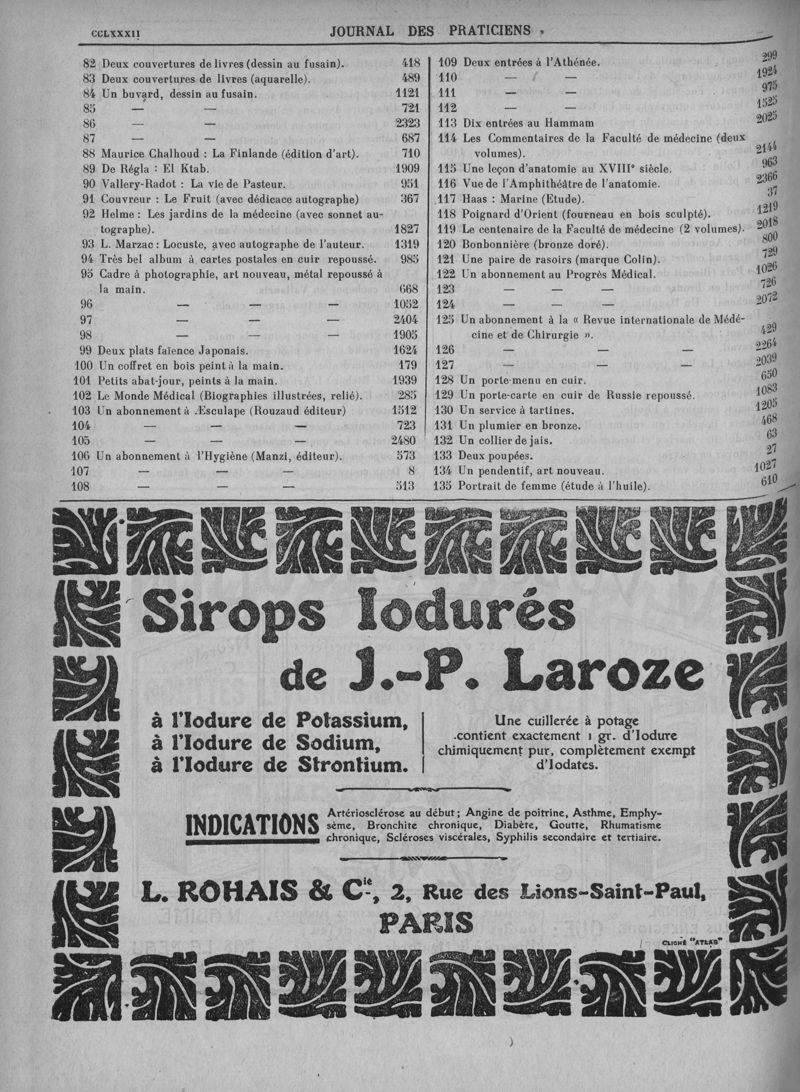 CCLXXXII
JOURNAL DES PRATICIENS
82 Deux couvertures de livres (dessin au fusain). 418
83 Deux couvertures de livres (aquarelle). 489
84 Un buvard, dessin au fusain. 1121
85 — — 721
86 — — 2323
87 — — 687
88 Maurice Chalhoud : La Finlande (édition d'art). 710
89 De Régla : El Ktab. 1909
90 Vallery-Radot : La vie de Pasteur. 951
91 Couvreur : Le Fruit (avec dédicace autographe) 367
92 Helme : Les jardins de la médecine (avec sonnet au-
tographe). 1827
93 L. Marzac : Locuste, avec autographe de l'auteur. 1319
94 Très bel album à cartes postales en cuir repoussé. 985
95 Cadre à photographie, art nouveau, métal repoussé à
la main. 668
96 — — — 1052
97 — — — 2404
98 — — — 1905
99 Deux plats faïence Japonais. 1624
100 Un coffret en bois peint à la main. 179
101 Petits abat-jour, peints à la main. 1939
102 Le Monde Médical (Biographies illustrées, relié). 285
103 Un abonnement à Æsculape (Rouzaud éditeur) 1512
104 — — — 723
105 — — — 2480
106 Un abonnement à l'Hygiène (Manzi, éditeur). 573
107 — — — 8
108 — — — 513
109 Deux entrées à l'Athénée. 299
110 — — 1924
111 — — 975
112 — — 1525
113 Dix entrées au Hammam 2025
114 Les Commentaires de la Faculté de médecine (deux
volumes). 2144
115 Une leçon d'anatomie au XVIIIe siècle. 963
116 Vue de l'Amphithéâtre de l'anatomie. 2366
117 Haas : Marine (Etude). 37
118 Poignard d'Orient (fourneau en bois sculpté). 1219
119 Le centenaire de la Faculté de médecine (2 volumes). 2018
120 Bonbonnière (bronze doré). 800
121 Une paire de rasoirs (marque Colin). 729
122 Un abonnement au Progrès Médical. 1026
123 — — — 726
124 — — — 2072
125 Un abonnement à la « Revue internationale de Médé-
cine et de Chirurgie ». 429
126 — — — 2264
127 — — — 2039
128 Un porte-menu en cuir. 650
129 Un porte-carte en cuir de Russie repoussé. 1083
130 Un service à tartines. 1205
131 Un plumier en bronze. 468
132 Un collier de jais. 63
133 Deux poupées. 27
134 Un pendentif, art nouveau. 1027
135 Portrait de femme (étude à l'huile). 610
Sirops Iodurés
de J.-P. Laroze
à l'Iodure de Potassium,
à l'Iodure de Sodium,
à l'Iodure de Strontium.
Une cuillerée à potage
contient exactement 1 gr. d'Iodure
chimiquement pur, complètement exempt
d'Iodates.
INDICATIONS
Artériosclérose au début; Angine de poitrine, Asthme, Emphy-
sème, Bronchite chronique, Diabète, Goutte, Rhumatisme
chronique, Scléroses viscérales, Syphilis secondaire et tertiaire.
L. ROHAIS & Cie, 2, Rue des Lions-Saint-Paul,
PARIS
CLICHÉ "ATLAS"